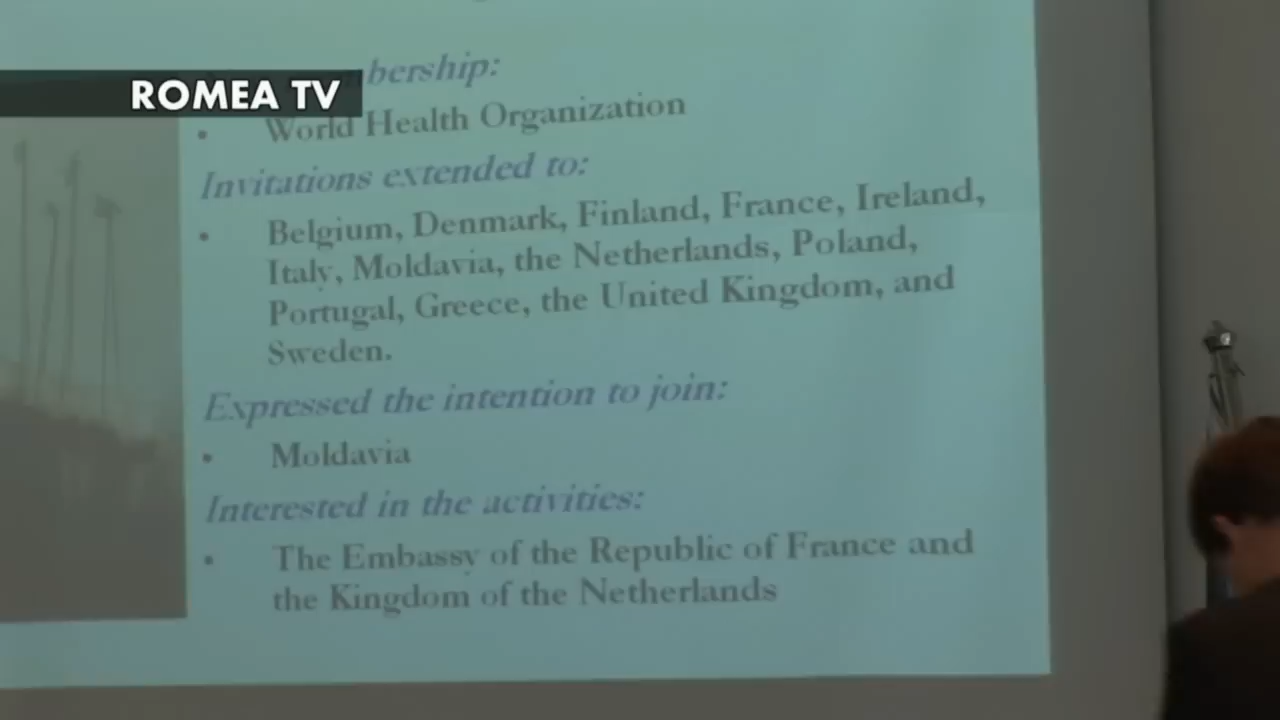 ROMEA TV
bership:
• World Health Organization
Invitations extended to:
• Belgium, Denmark, Finland, France, Ireland,
Italy, Moldavia, the Netherlands, Poland,
Portugal, Greece, the United Kingdom, and
Sweden.
Expressed the intention to join:
• Moldavia
Interested in the activities:
• The Embassy of the Republic of France and
the Kingdom of the Netherlands